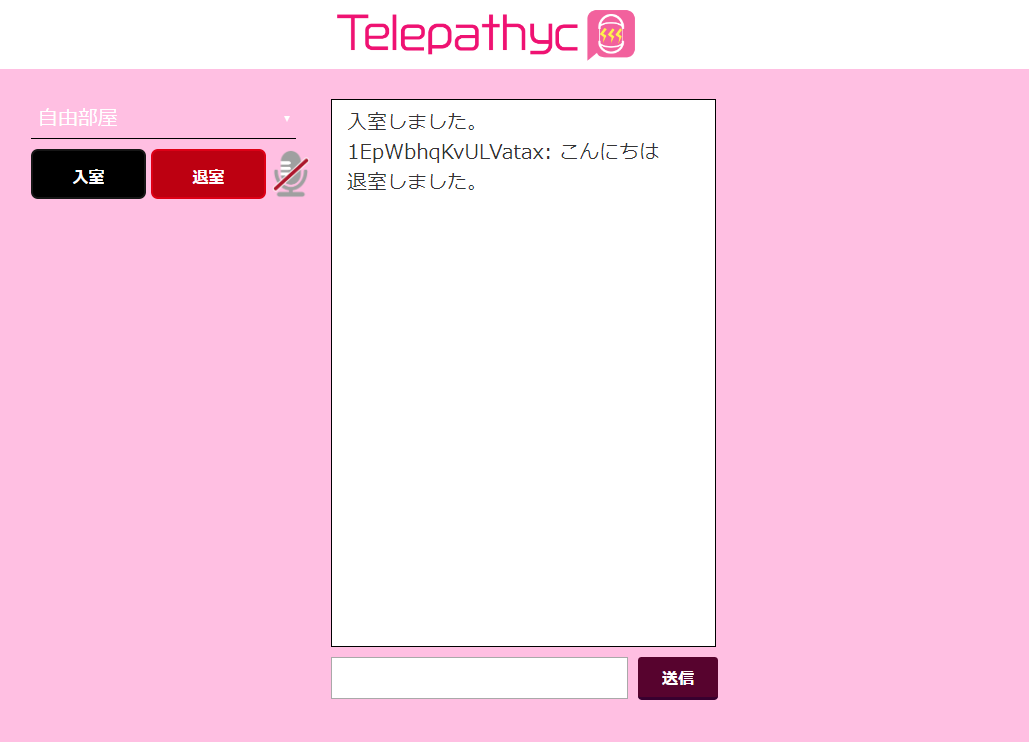 Telepathyc
自由部屋
入室
退室
入室しました。
1EpWbhqKvULVatax: こんにちは
退室しました。
送信